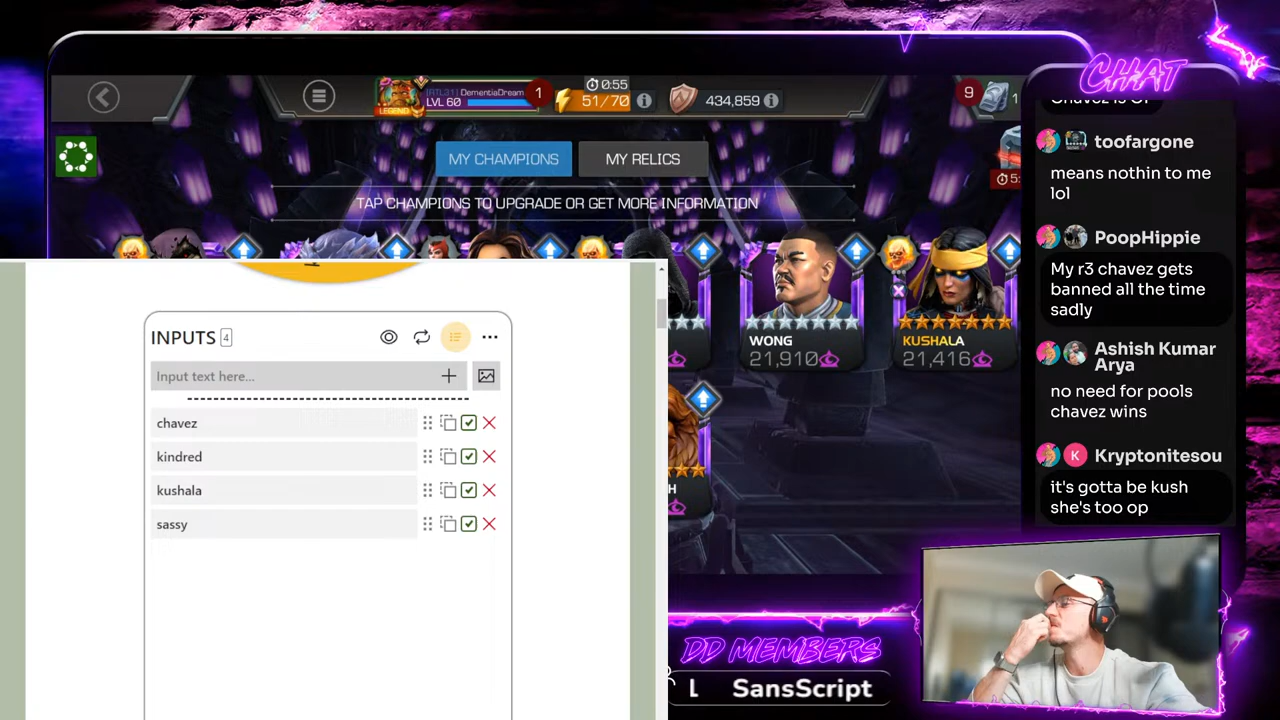 [ATL31] DementiaDream
LVL 60
LEGEND
1
0:55
51/70
434,859
9
1
MY CHAMPIONS
MY RELICS
TAP CHAMPIONS TO UPGRADE OR GET MORE INFORMATION
WONG
21,910
KUSHALA
21,416
H
INPUTS 4
Input text here...
chavez
kindred
kushala
sassy
CHAT
toofargone
means nothin to me
lol
PoopHippie
My r3 chavez gets
banned all the time
sadly
Ashish Kumar
Arya
no need for pools
chavez wins
K
Kryptonitesou
it's gotta be kush
she's too op
DD MEMBERS
L SansScript